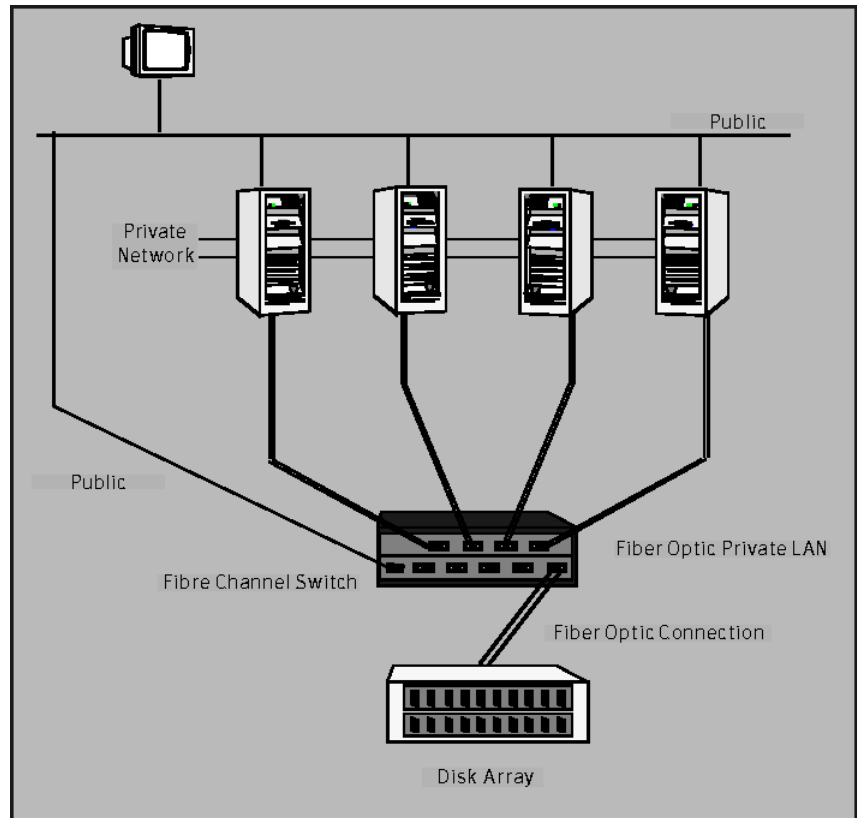 Public
Private
Network
Public
Fiber Optic Private LAN
Fibre Channel Switch
Fiber Optic Connection
Disk Array